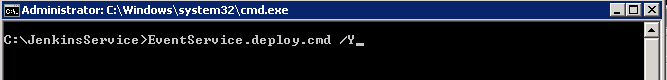 Administrator: C:\Windows\system32\cmd.exe
C:\JenkinsService>EventService.deploy.cmd /Y_